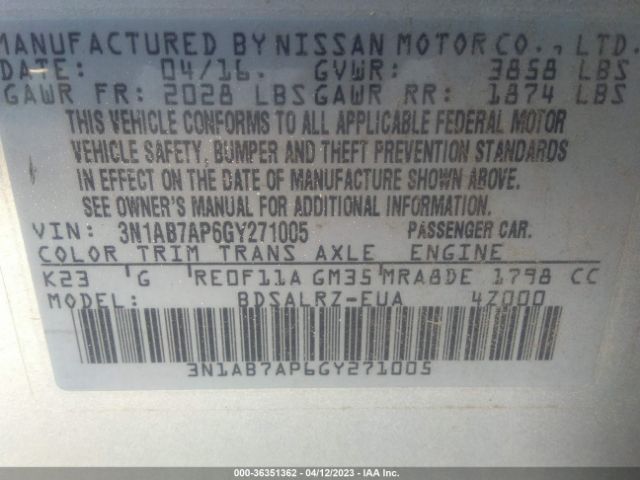 MANUFACTURED BY NISSAN MOTOR CO., LTD.
DATE: 04/16. GVWR: 3858 LBS
GAWR FR: 2028 LBS GAWR RR: 1874 LBS
THIS VEHICLE CONFORMS TO ALL APPLICABLE FEDERAL MOTOR
VEHICLE SAFETY, BUMPER AND THEFT PREVENTION STANDARDS
IN EFFECT ON THE DATE OF MANUFACTURE SHOWN ABOVE.
SEE OWNER'S MANUAL FOR ADDITIONAL INFORMATION.
VIN: 3N1AB7AP6GY271005 PASSENGER CAR.
COLOR TRIM TRANS AXLE ENGINE
K23 G RE0F11A GM35 MRA8DE 1798 CC
MODEL: BDSALRZ-EUA 4Z000
3N1AB7AP6GY271005
000-36351362 - 04/12/2023 - IAA Inc.